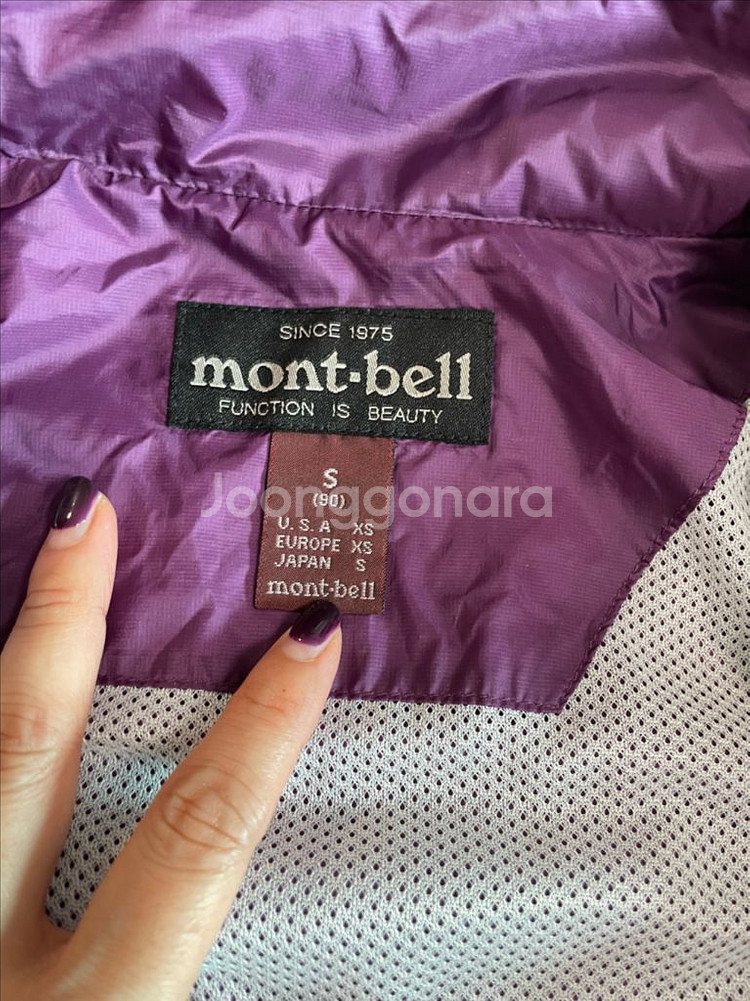 SINCE 1975
mont-bell
FUNCTION IS BEAUTY
S
(90)
Joonggonara
U.S.A XS
EUROPE XS
JAPAN S
mont-bell